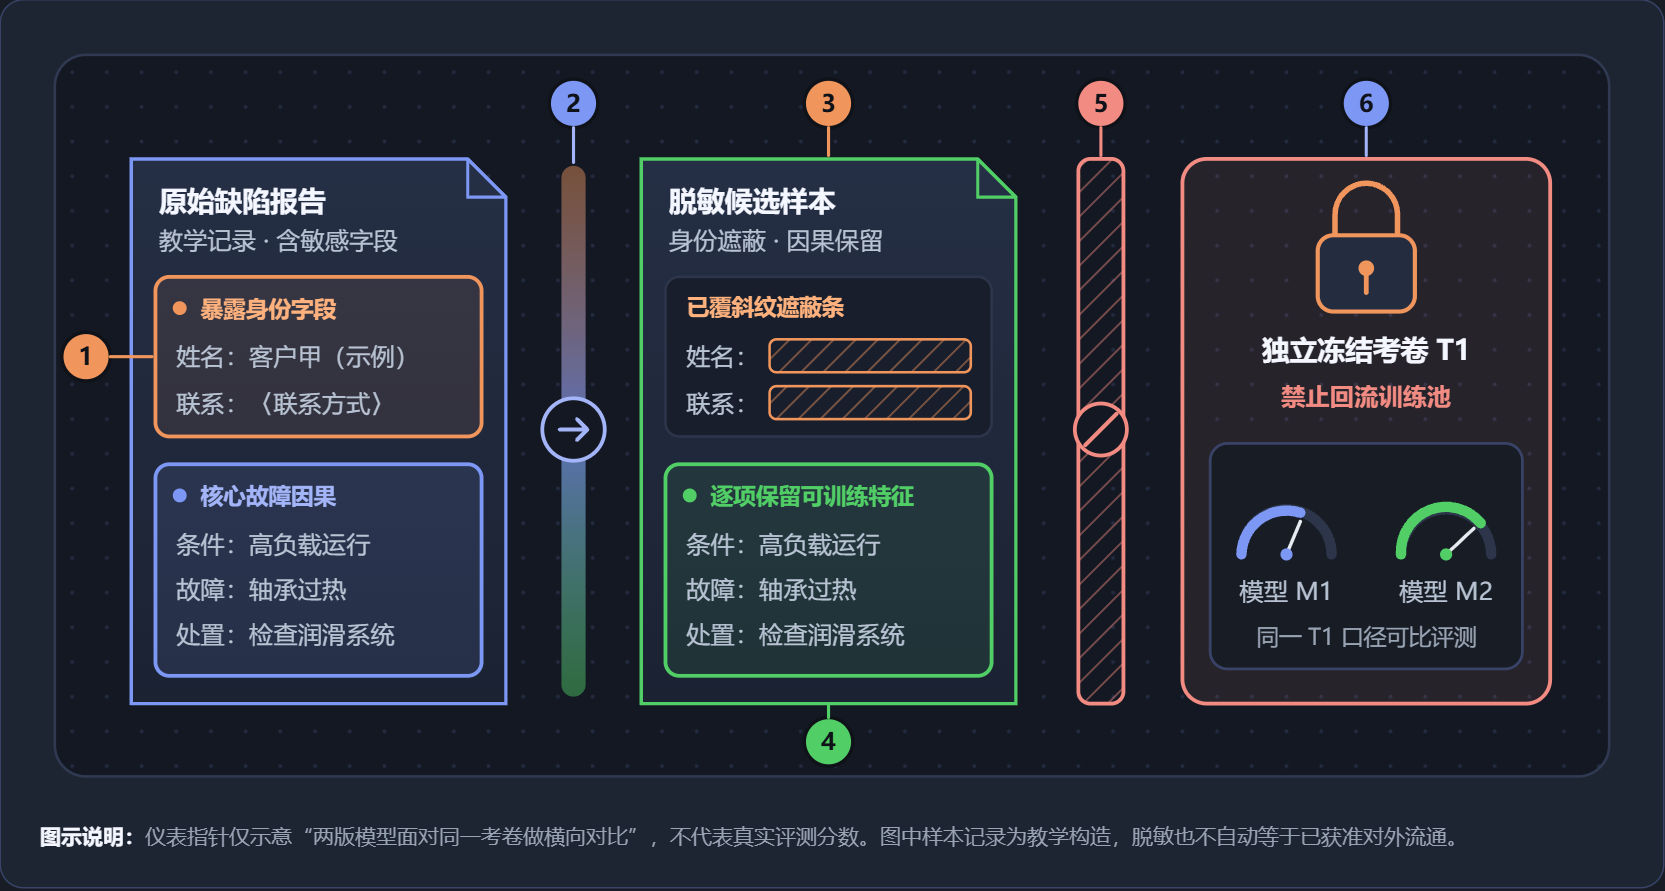 2
3
5
6
原始缺陷报告
教学记录 · 含敏感字段
1
暴露身份字段
姓名：客户甲（示例）
联系：〈联系方式〉
核心故障因果
条件：高负载运行
故障：轴承过热
处置：检查润滑系统
脱敏候选样本
身份遮蔽 · 因果保留
已覆斜纹遮蔽条
姓名：
联系：
逐项保留可训练特征
条件：高负载运行
故障：轴承过热
处置：检查润滑系统
4
独立冻结考卷 T1
禁止回流训练池
模型 M1
模型 M2
同一 T1 口径可比评测
图示说明：仪表指针仅示意“两版模型面对同一考卷做横向对比”，不代表真实评测分数。图中样本记录为教学构造，脱敏也不自动等于已获准对外流通。